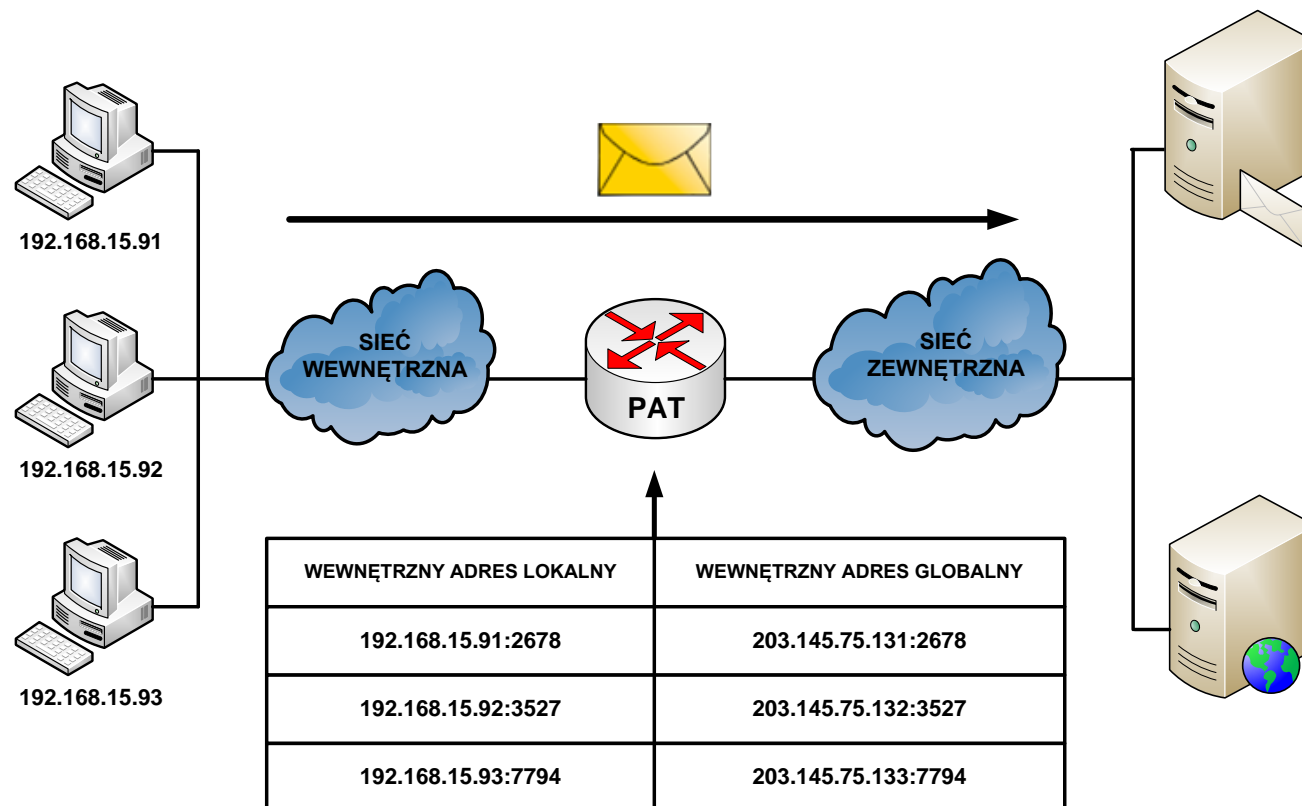 192.168.15.91
192.168.15.92
192.168.15.93
SIEĆ
WEWNĘTRZNA
PAT
SIEĆ
ZEWNĘTRZNA
WEWNĘTRZNY ADRES LOKALNY WEWNĘTRZNY ADRES GLOBALNY
192.168.15.91:2678 203.145.75.131:2678
192.168.15.92:3527 203.145.75.132:3527
192.168.15.93:7794 203.145.75.133:7794